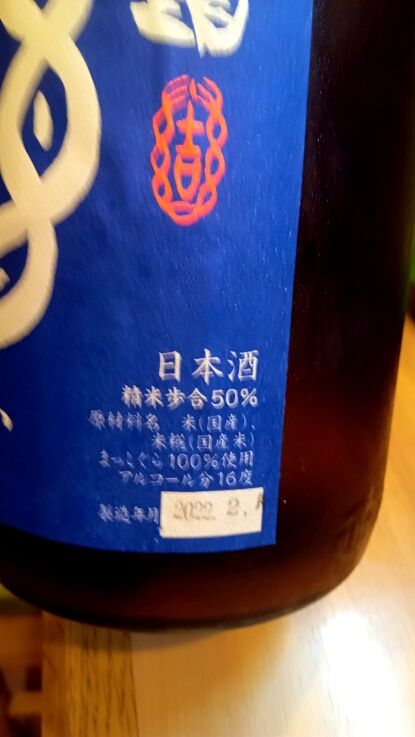 吉
日本酒
精米歩合50%
原材料名 米(国産)、
米麹(国産米)
まっしぐら100%使用
アルコール分16度
製造年月 2022. 2.